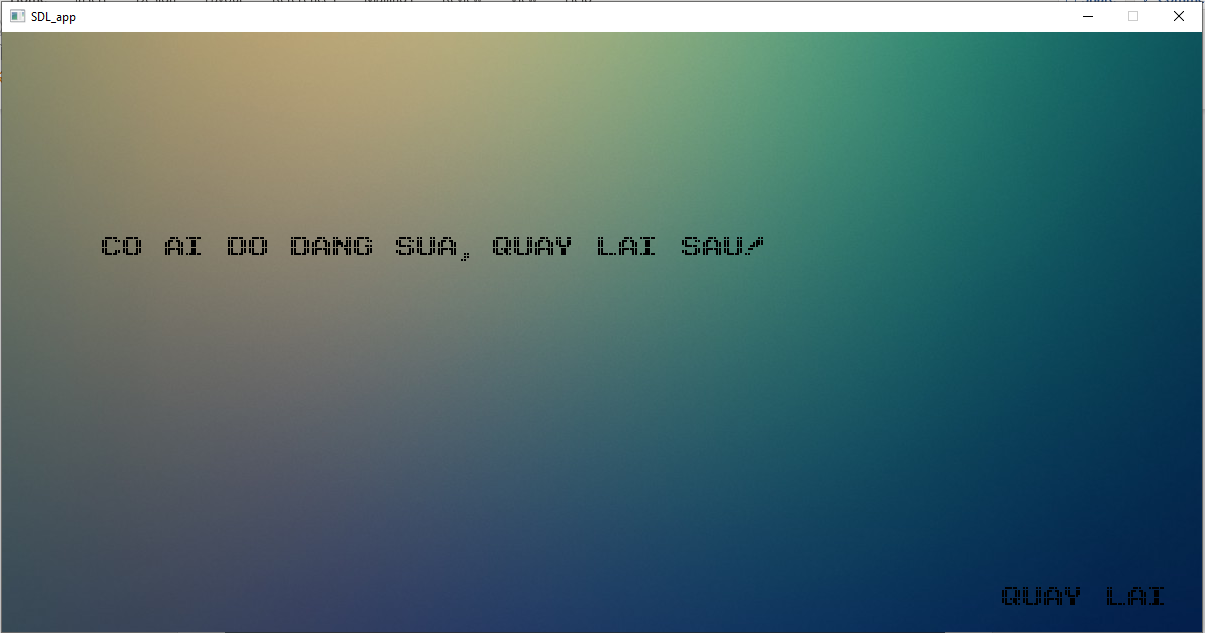 SDL_app
CO AI DO DANG SUA, QUAY LAI SAU/
QUAY LAI